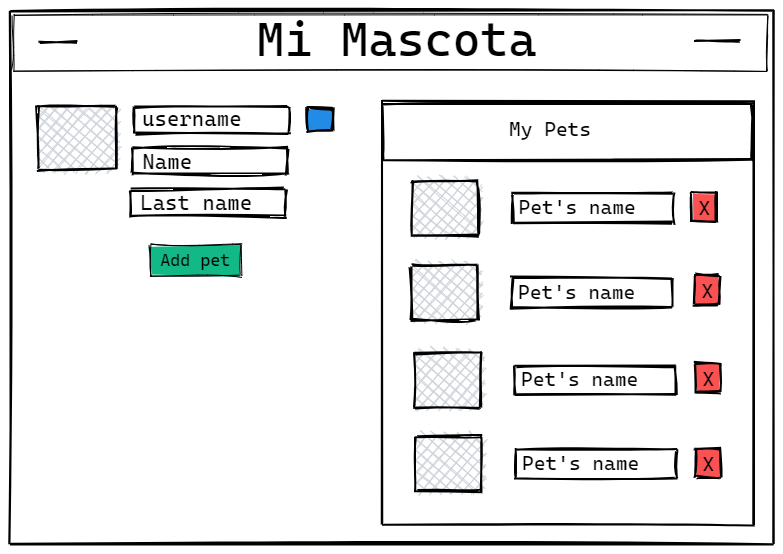 Mi Mascota
username
Name
Last name
Add pet
My Pets
Pet's name X
Pet's name X
Pet's name X
Pet's name X